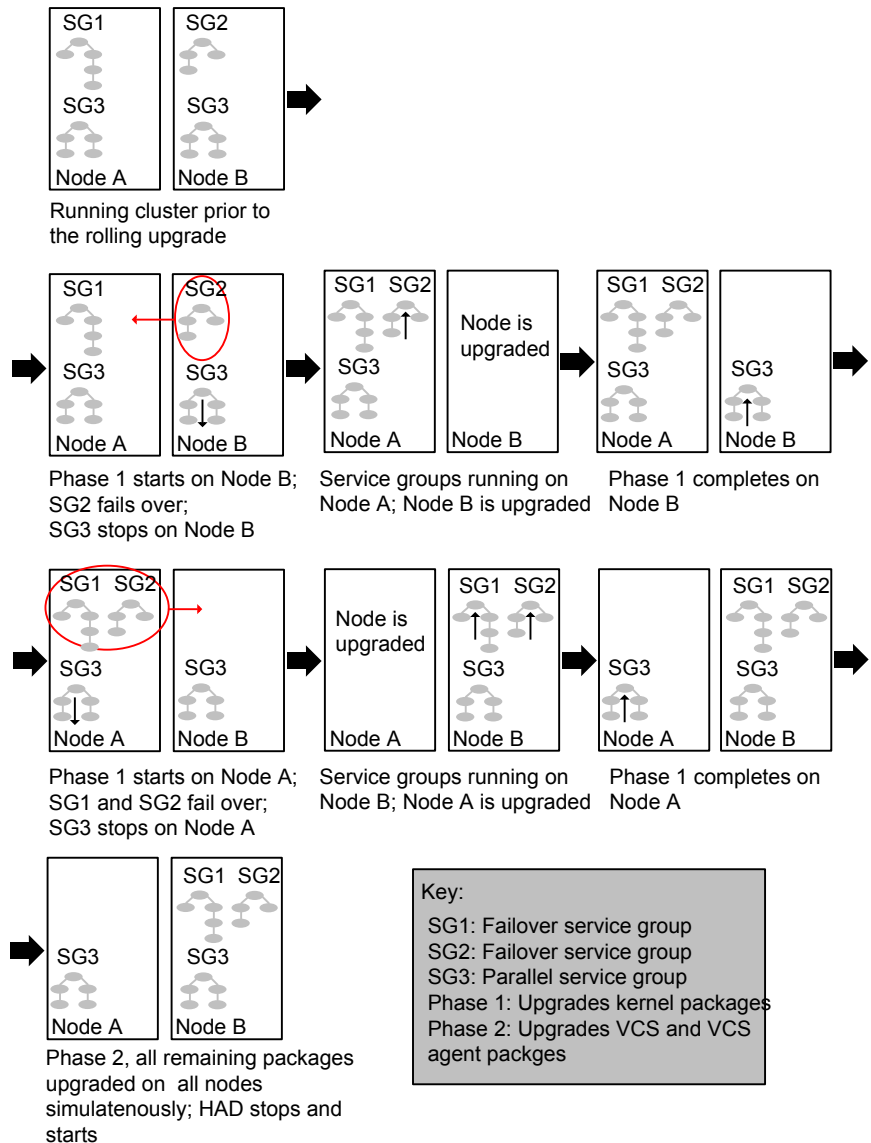 SG1
SG2
SG3
SG3
Node A
Node B
Running cluster prior to
the rolling upgrade
SG1
SG2
SG3
SG3
Node A
Node B
Phase 1 starts on Node B;
SG2 fails over;
SG3 stops on Node B
SG1 SG2
Node is
upgraded
SG3
Node A
Node B
Service groups running on
Node A; Node B is upgraded
SG1 SG2
SG3
SG3
Node A
Node B
Phase 1 completes on
Node B
SG1 SG2
SG3
SG3
Node A
Node B
Phase 1 starts on Node A;
SG1 and SG2 fail over;
SG3 stops on Node A
Node is
upgraded
SG1 SG2
SG3
Node A
Node B
Service groups running on
Node B; Node A is upgraded
SG1 SG2
SG3
SG3
Node A
Node B
Phase 1 completes on
Node A
SG1 SG2
SG3
SG3
Node A
Node B
Phase 2, all remaining packages
upgraded on all nodes
simulatenously; HAD stops and
starts
Key:
SG1: Failover service group
SG2: Failover service group
SG3: Parallel service group
Phase 1: Upgrades kernel packages
Phase 2: Upgrades VCS and VCS
agent packges